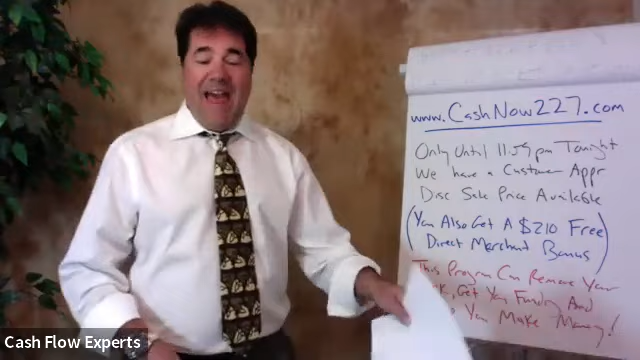 www.CashNow227.com
Only Until 11:59pm Tonight
We have a Customer Appr
Disc Sale Price Available
(You Also Get A $210 Free
Direct Merchant Bonus)
This Program Can Remove Your
, Get You Funding And
You Make Money!
Cash Flow Experts